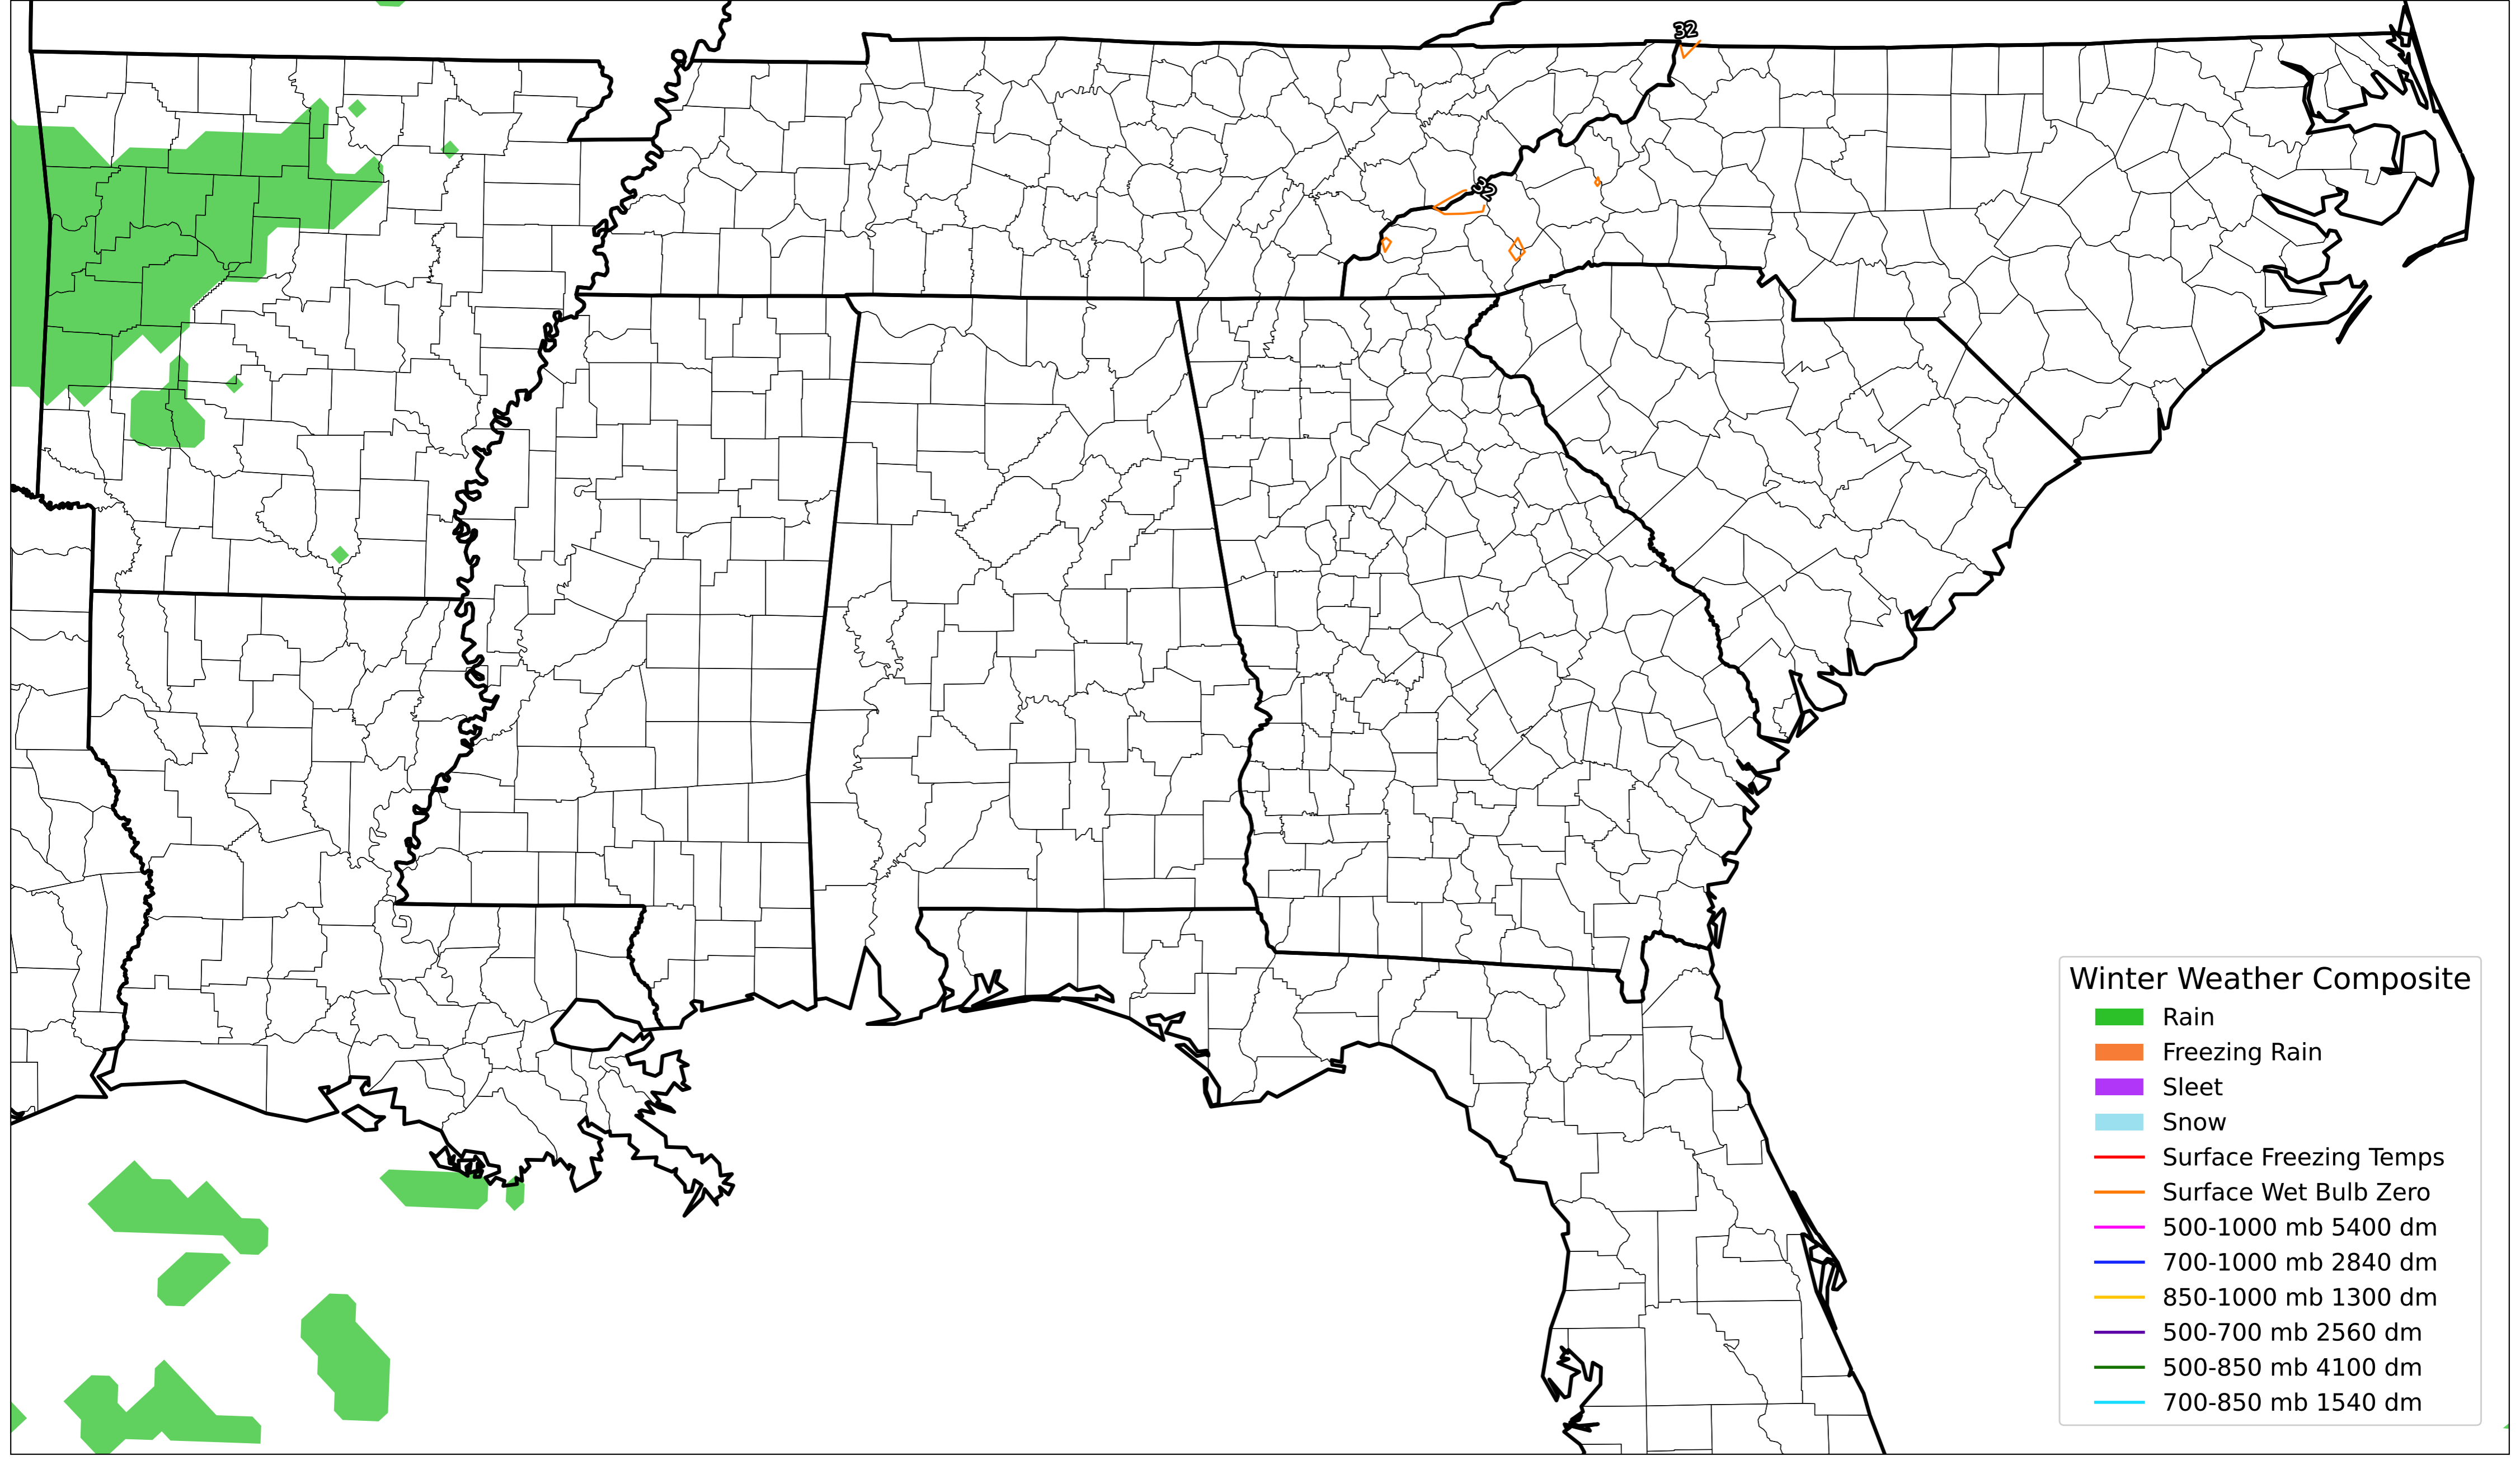 32
32
Winter Weather Composite
Rain
Freezing Rain
Sleet
Snow
Surface Freezing Temps
Surface Wet Bulb Zero
500-1000 mb 5400 dm
700-1000 mb 2840 dm
850-1000 mb 1300 dm
500-700 mb 2560 dm
500-850 mb 4100 dm
700-850 mb 1540 dm